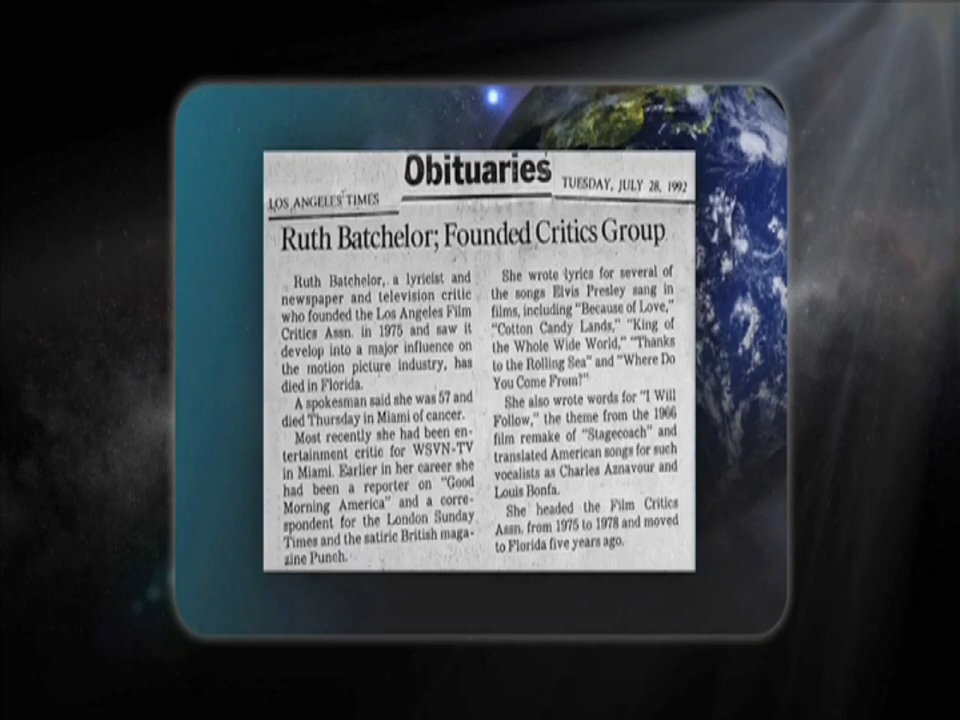 Obituaries
LOS ANGELES TIMES
TUESDAY, JULY 28, 1992
Ruth Batchelor; Founded Critics Group
Ruth Batchelor, a lyricist and
newspaper and television critic
who founded the Los Angeles Film
Critics Assn. in 1975 and saw it
develop into a major influence on
the motion picture industry, has
died in Florida.
A spokesman said she was 57 and
died Thursday in Miami of cancer.
Most recently she had been en-
tertainment critic for WSVN-TV
in Miami. Earlier in her career she
had been a reporter on "Good
Morning America" and a corre-
spondent for the London Sunday
Times and the satiric British maga-
zine Punch.
She wrote lyrics for several of
the songs Elvis Presley sang in
films, including "Because of Love,"
"Cotton Candy Lands," "King of
the Whole Wide World," "Thanks
to the Rolling Sea" and "Where Do
You Come From?"
She also wrote words for "I Will
Follow," the theme from the 1966
film remake of "Stagecoach" and
translated American songs for such
vocalists as Charles Aznavour and
Louis Bonfa.
She headed the Film Critics
Assn. from 1975 to 1978 and moved
to Florida five years ago.